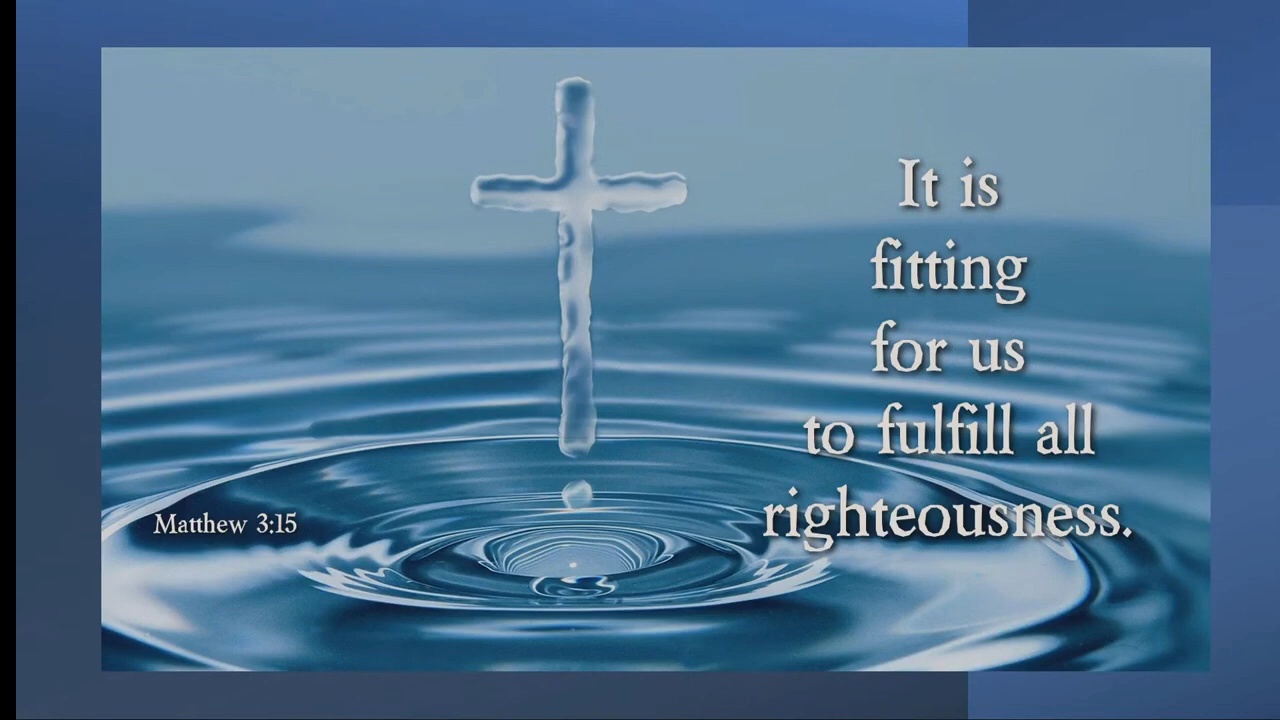 It is
fitting
for us
to fulfill all
righteousness.
Matthew 3:15